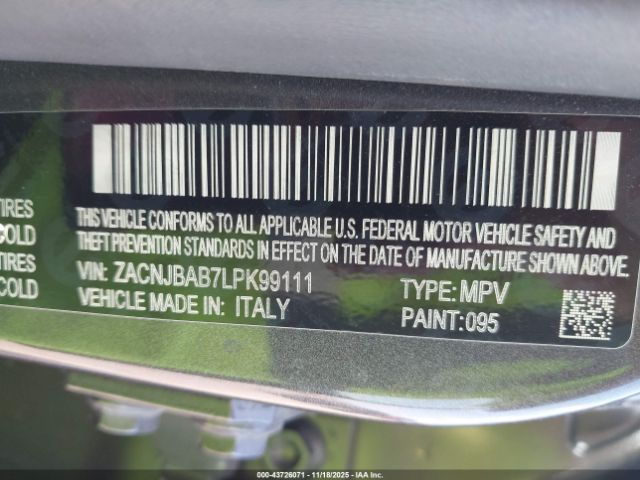 THIS VEHICLE CONFORMS TO ALL APPLICABLE U.S. FEDERAL MOTOR VEHICLE SAFETY AND
TIRES
THEFT PREVENTION STANDARDS IN EFFECT ON THE DATE OF MANUFACTURE SHOWN ABOVE.
COLD
VIN: ZACNJBAB7LPK99111 TYPE: MPV
TIRES
VEHICLE MADE IN: ITALY PAINT: 095
COLD
000-43726071 | 11/18/2025 - IAAI.com